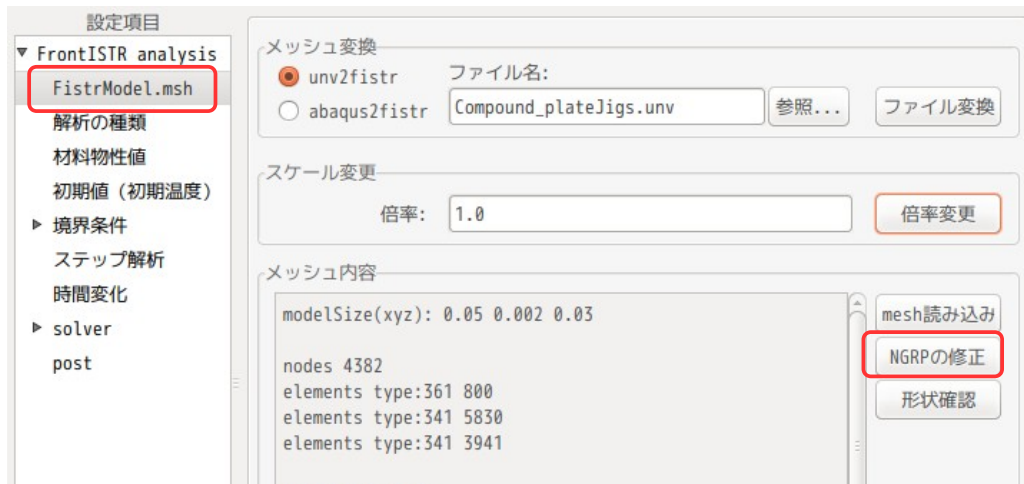 設定項目
FrontISTR analysis
FistrModel.msh
解析の種類
材料物性値
初期値（初期温度）
境界条件
ステップ解析
時間変化
solver
post
メッシュ変換
unv2fistr
ファイル名:
abaqus2fistr
Compound_plateJigs.unv
参照...
ファイル変換
スケール変更
倍率:
1.0
倍率変更
メッシュ内容
modelSize(xyz): 0.05 0.002 0.03
nodes 4382
elements type:361 800
elements type:341 5830
elements type:341 3941
mesh読み込み
NGRPの修正
形状確認